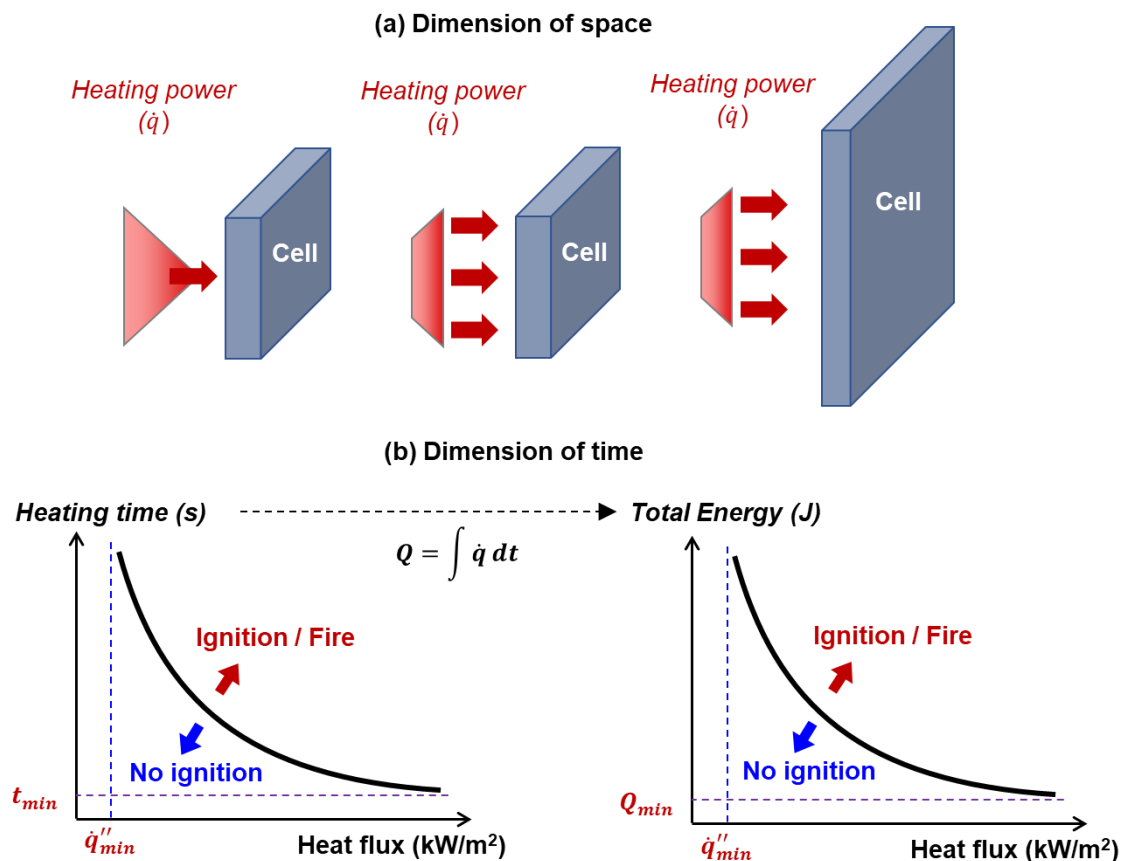 (a) Dimension of space
Heating power
(q̇)
Heating power
(q̇)
Heating power
(q̇)
Cell
Cell
Cell
(b) Dimension of time
Heating time (s)
Q = ∫ q̇ dt
Total Energy (J)
Ignition / Fire
No ignition
t_min
q̇''_min
Heat flux (kW/m²)
Ignition / Fire
No ignition
Q_min
q̇''_min
Heat flux (kW/m²)